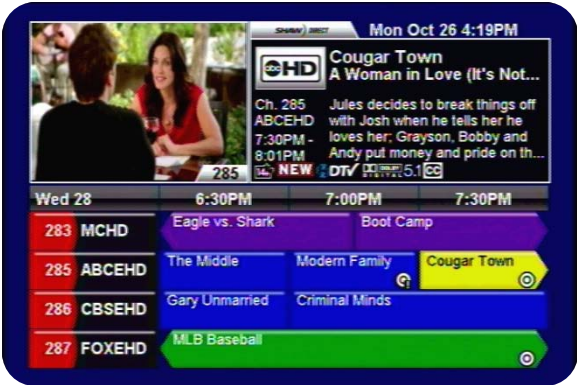 SHAW DIRECT
Mon Oct 26 4:19PM
abc HD
Cougar Town
A Woman in Love (It's Not...
Ch. 285
ABCEHD
7:30PM -
8:01PM
Jules decides to break things off
with Josh when he tells her he
loves her; Grayson, Bobby and
Andy put money and pride on th...
285
14+ NEW DTV DOLBY DIGITAL 5.1 CC
Wed 28 6:30PM 7:00PM 7:30PM
283 MCHD Eagle vs. Shark Boot Camp
285 ABCEHD The Middle Modern Family Cougar Town
286 CBSEHD Gary Unmarried Criminal Minds
287 FOXEHD MLB Baseball